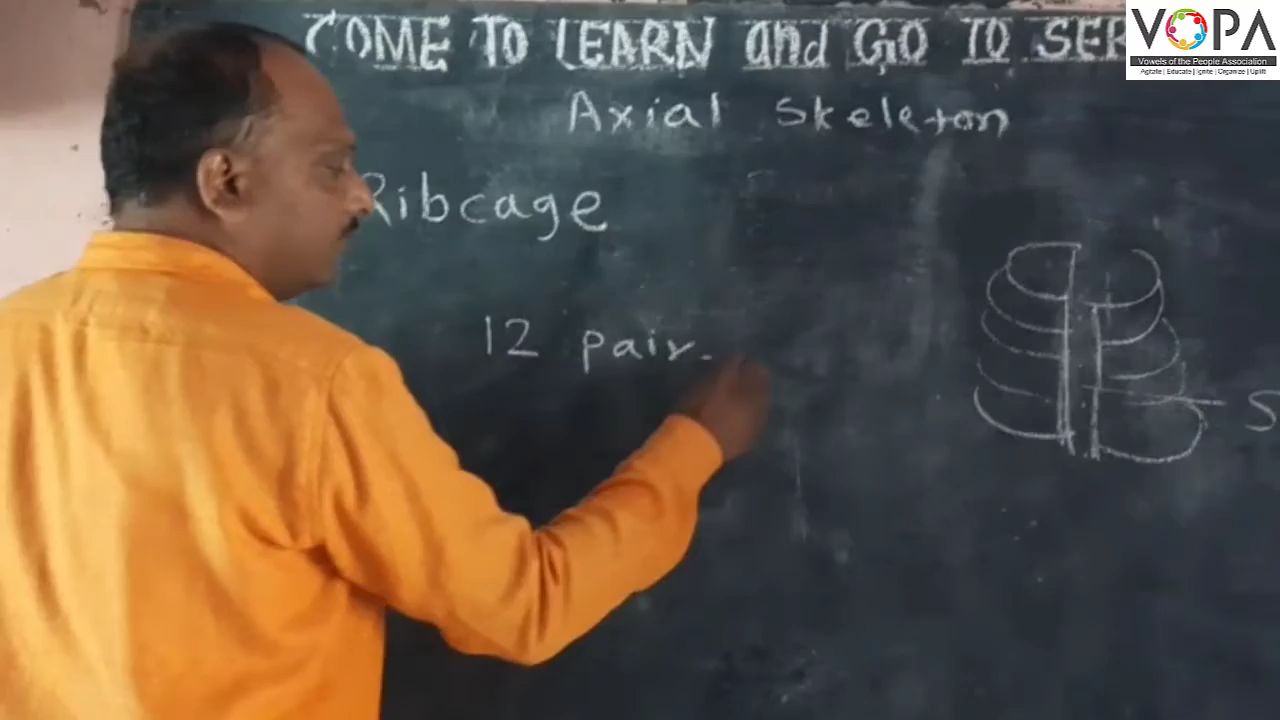 COME TO LEARN and GO TO SER
VOPA
Vowels of the People Association
Agitate | Educate | Ignite | Organize | Uplift
Axial Skeleton
Ribcage
12 pair.
S